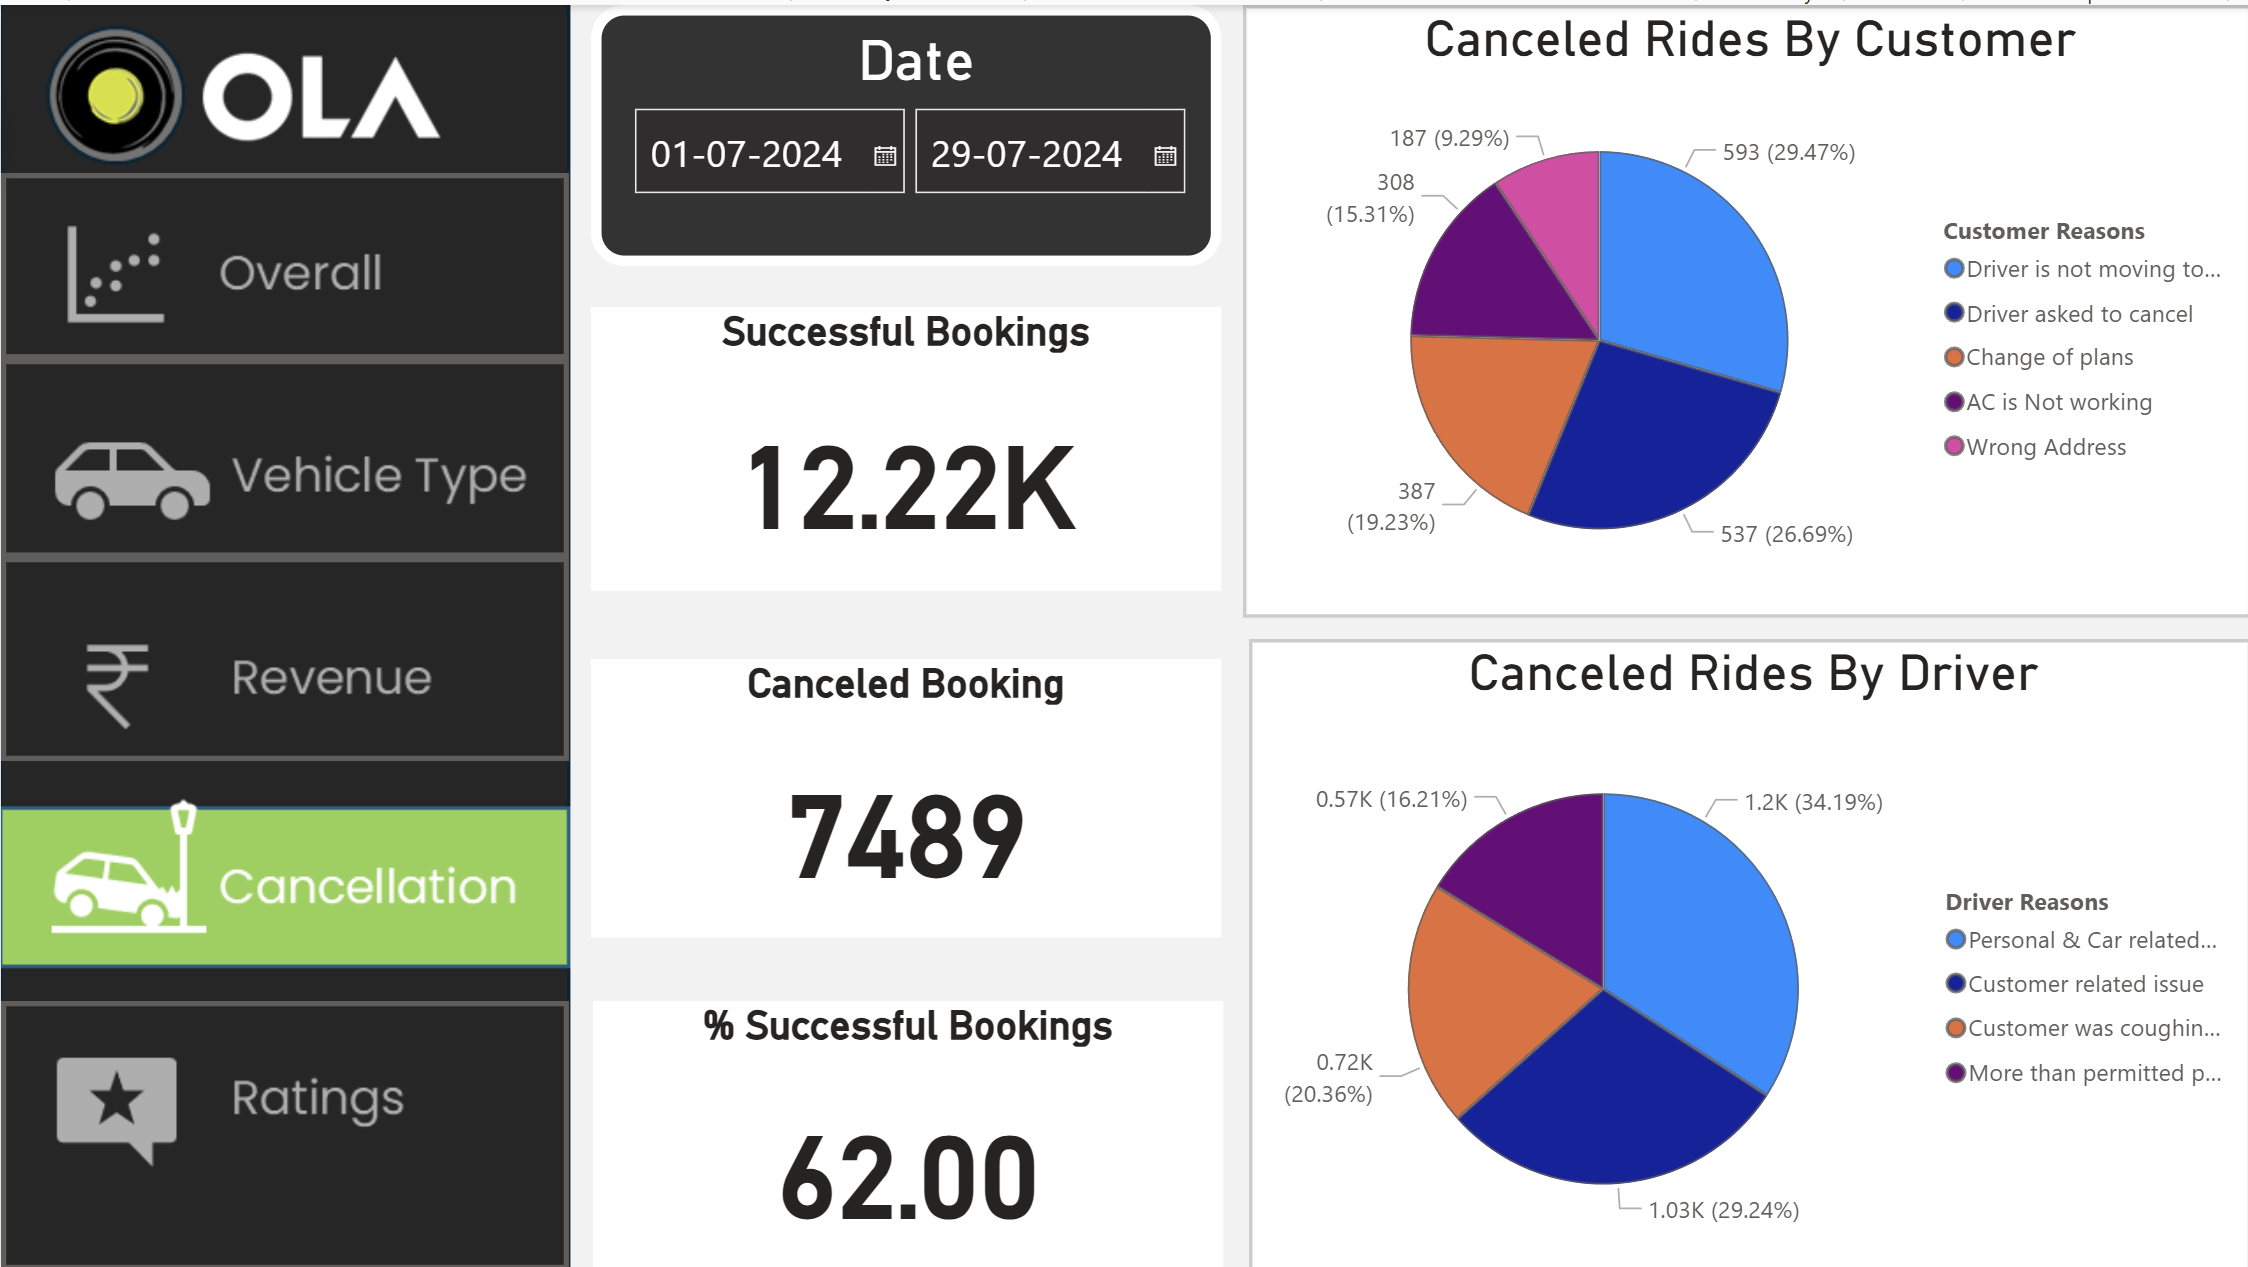 OLA
Overall
Vehicle Type
Revenue
Cancellation
Ratings
Date
01-07-2024
29-07-2024
Successful Bookings
12.22K
Canceled Booking
7489
% Successful Bookings
62.00
Canceled Rides By Customer
187 (9.29%)
593 (29.47%)
308
(15.31%)
387
(19.23%)
537 (26.69%)
Customer Reasons
Driver is not moving to...
Driver asked to cancel
Change of plans
AC is Not working
Wrong Address
Canceled Rides By Driver
0.57K (16.21%)
1.2K (34.19%)
0.72K
(20.36%)
1.03K (29.24%)
Driver Reasons
Personal & Car related...
Customer related issue
Customer was coughin...
More than permitted p...